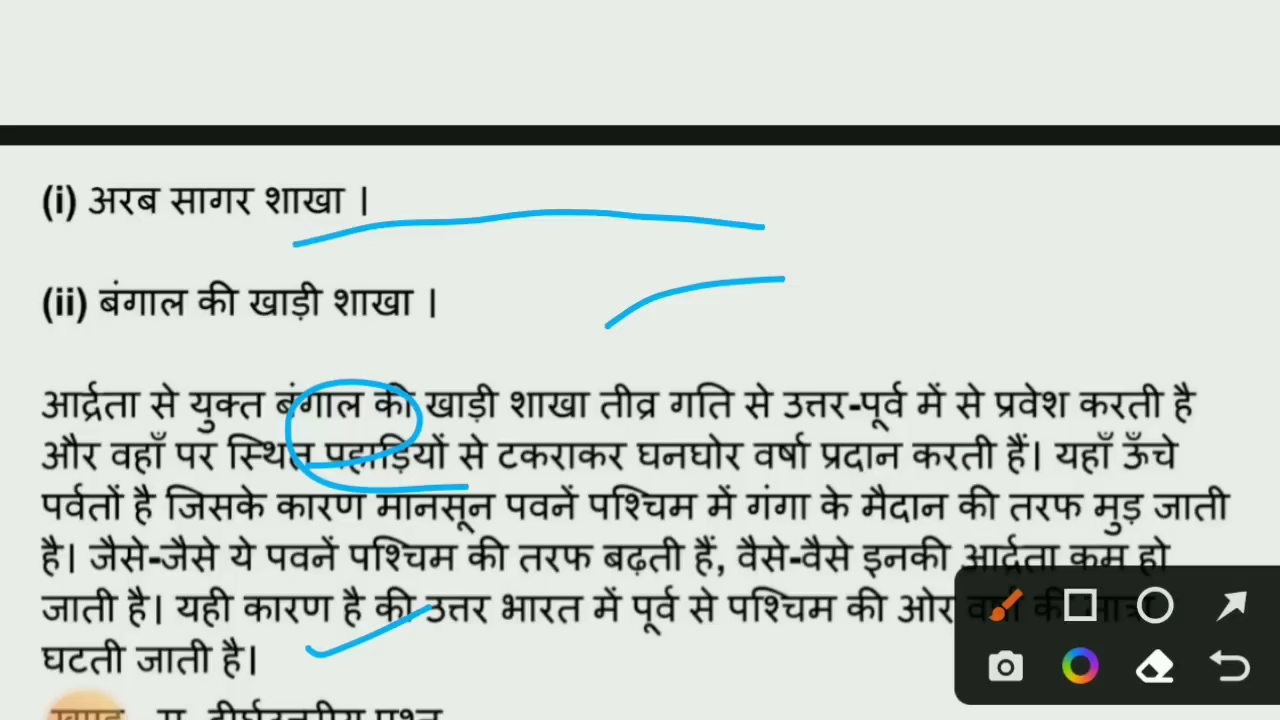 (i) अरब सागर शाखा ।
(ii) बंगाल की खाड़ी शाखा ।
आर्द्रता से युक्त बंगाल की खाड़ी शाखा तीव्र गति से उत्तर-पूर्व में से प्रवेश करती है
और वहाँ पर स्थित पहाड़ियों से टकराकर घनघोर वर्षा प्रदान करती हैं। यहाँ ऊँचे
पर्वतों है जिसके कारण मानसून पवनें पश्चिम में गंगा के मैदान की तरफ मुड़ जाती
है। जैसे-जैसे ये पवनें पश्चिम की तरफ बढ़ती हैं, वैसे-वैसे इनकी आर्द्रता कम हो
जाती है। यही कारण है की उत्तर भारत में पूर्व से पश्चिम की ओर वर्षा की मात्रा
घटती जाती है।